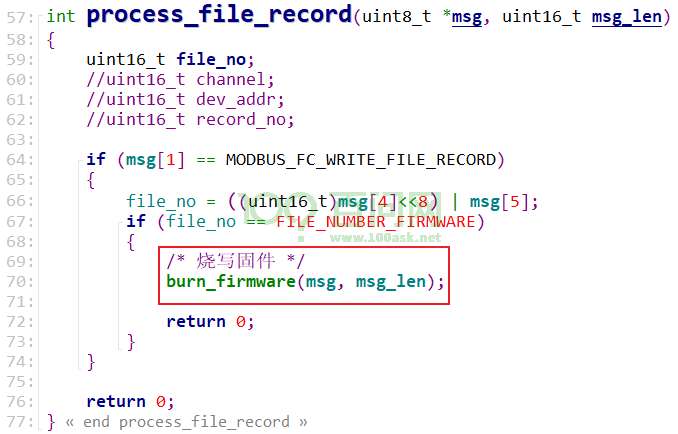 57: int process_file_record(uint8_t *msg, uint16_t msg_len)
58: {
59: uint16_t file_no;
60: //uint16_t channel;
61: //uint16_t dev_addr;
62: //uint16_t record_no;
63:
64: if (msg[1] == MODBUS_FC_WRITE_FILE_RECORD)
65: {
66: file_no = ((uint16_t)msg[4]<<8) | msg[5];
67: if (file_no == FILE_NUMBER_FIRMWARE)
68: {
69: /* 烧写固件 */
70: burn_firmware(msg, msg_len);
71:
72: return 0;
73: }
74: }
75:
76: return 0;
77: } « end process_file_record »
百问网
www.100ask.net